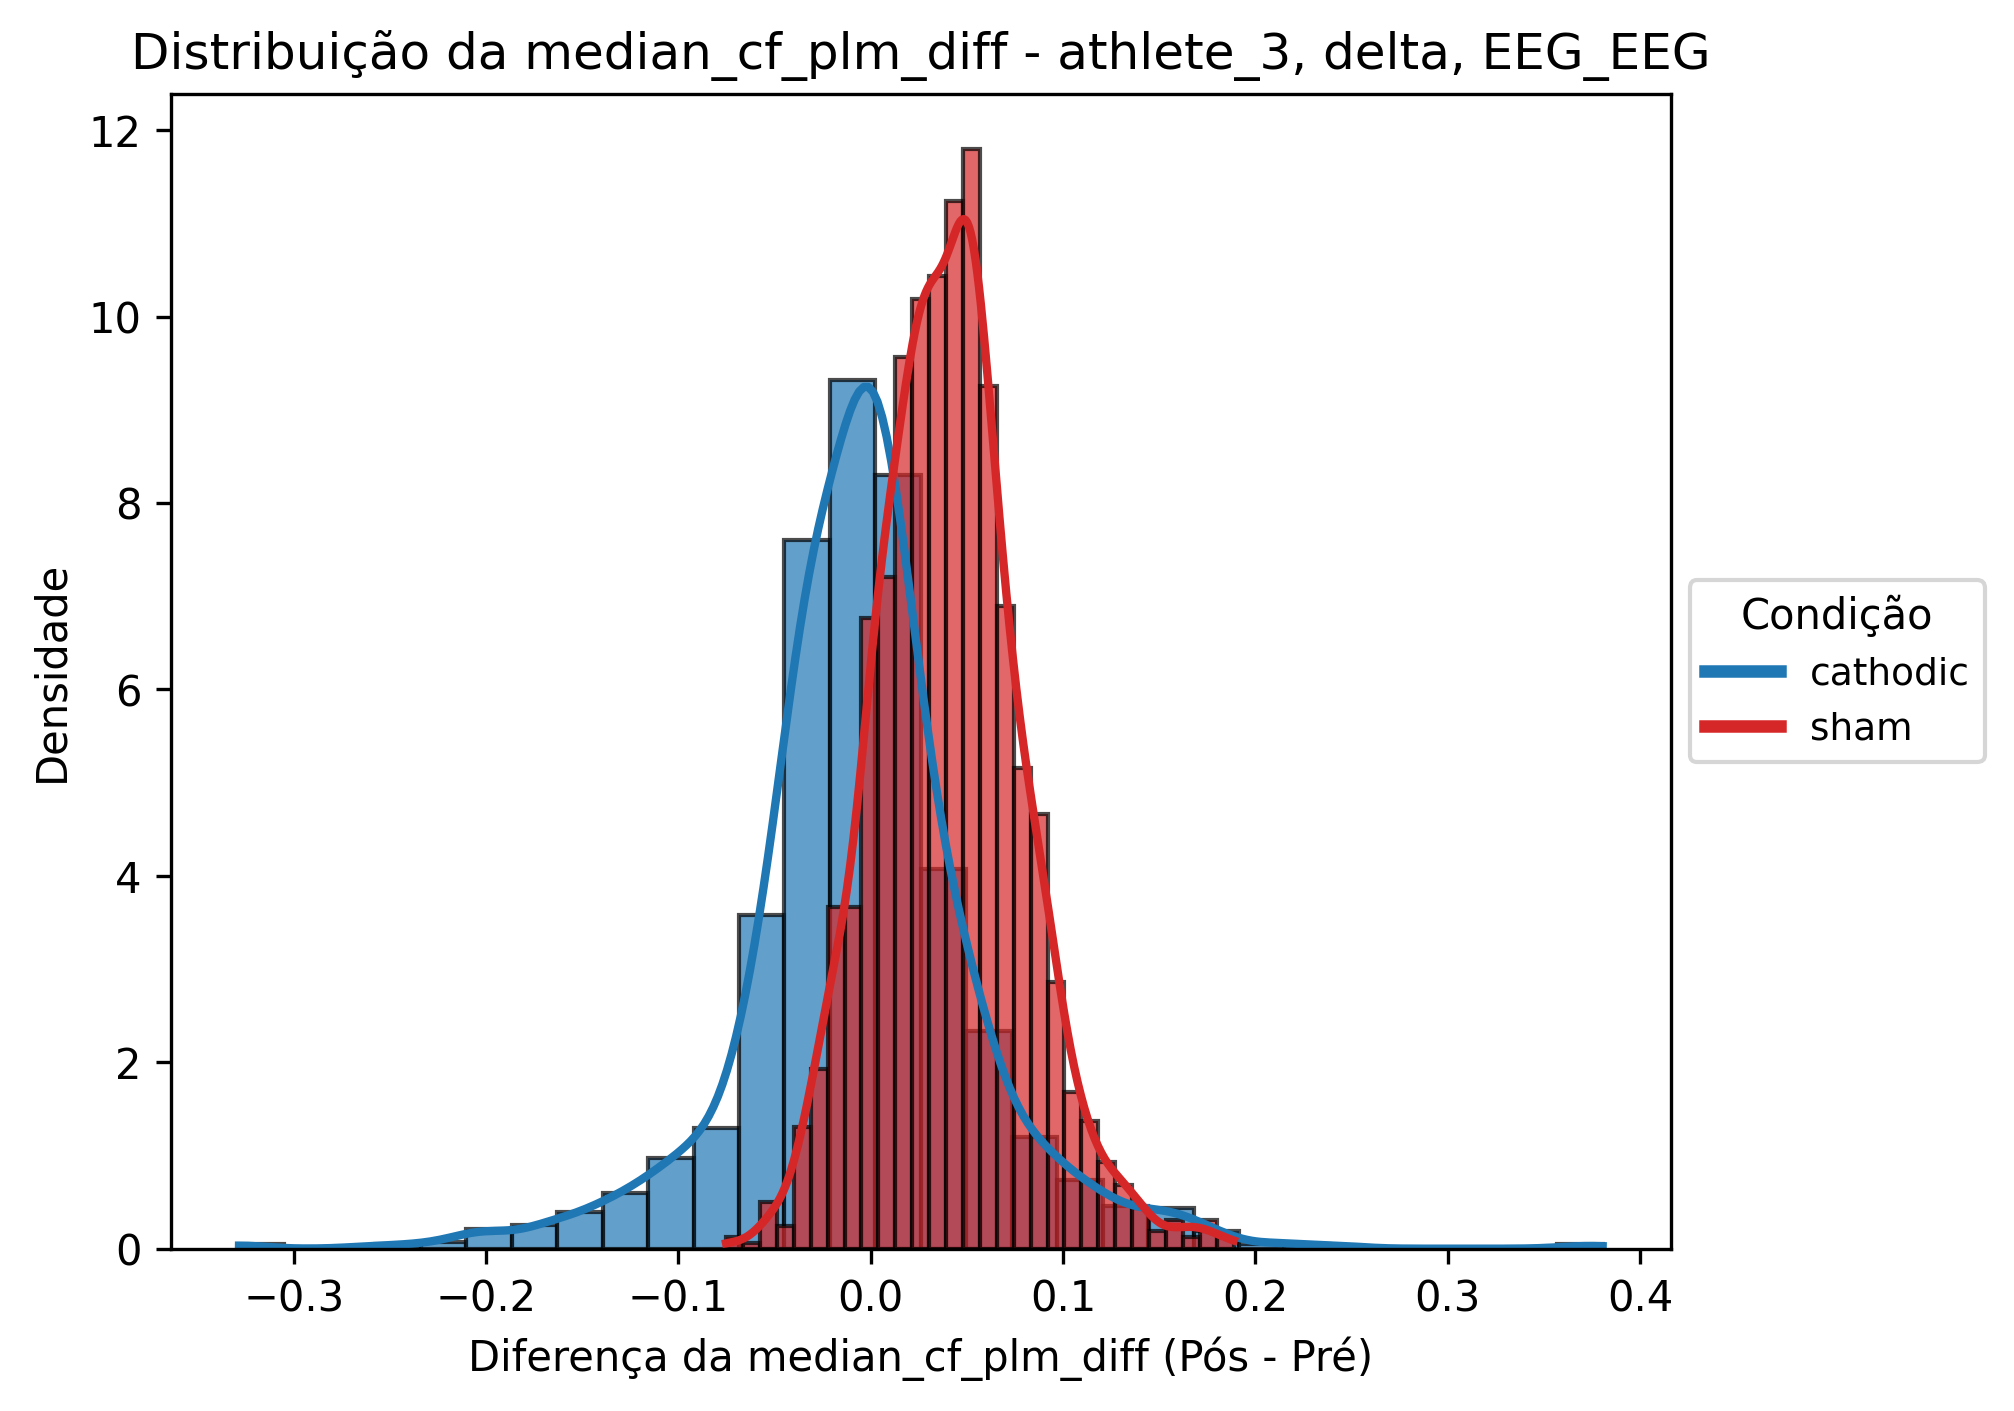 Distribuição da median_cf_plm_diff - athlete_3, delta, EEG_EEG
12
10
8
6
4
2
0
Densidade
−0.3
−0.2
−0.1
0.0
0.1
0.2
0.3
0.4
Diferença da median_cf_plm_diff (Pós - Pré)
Condição
cathodic
sham